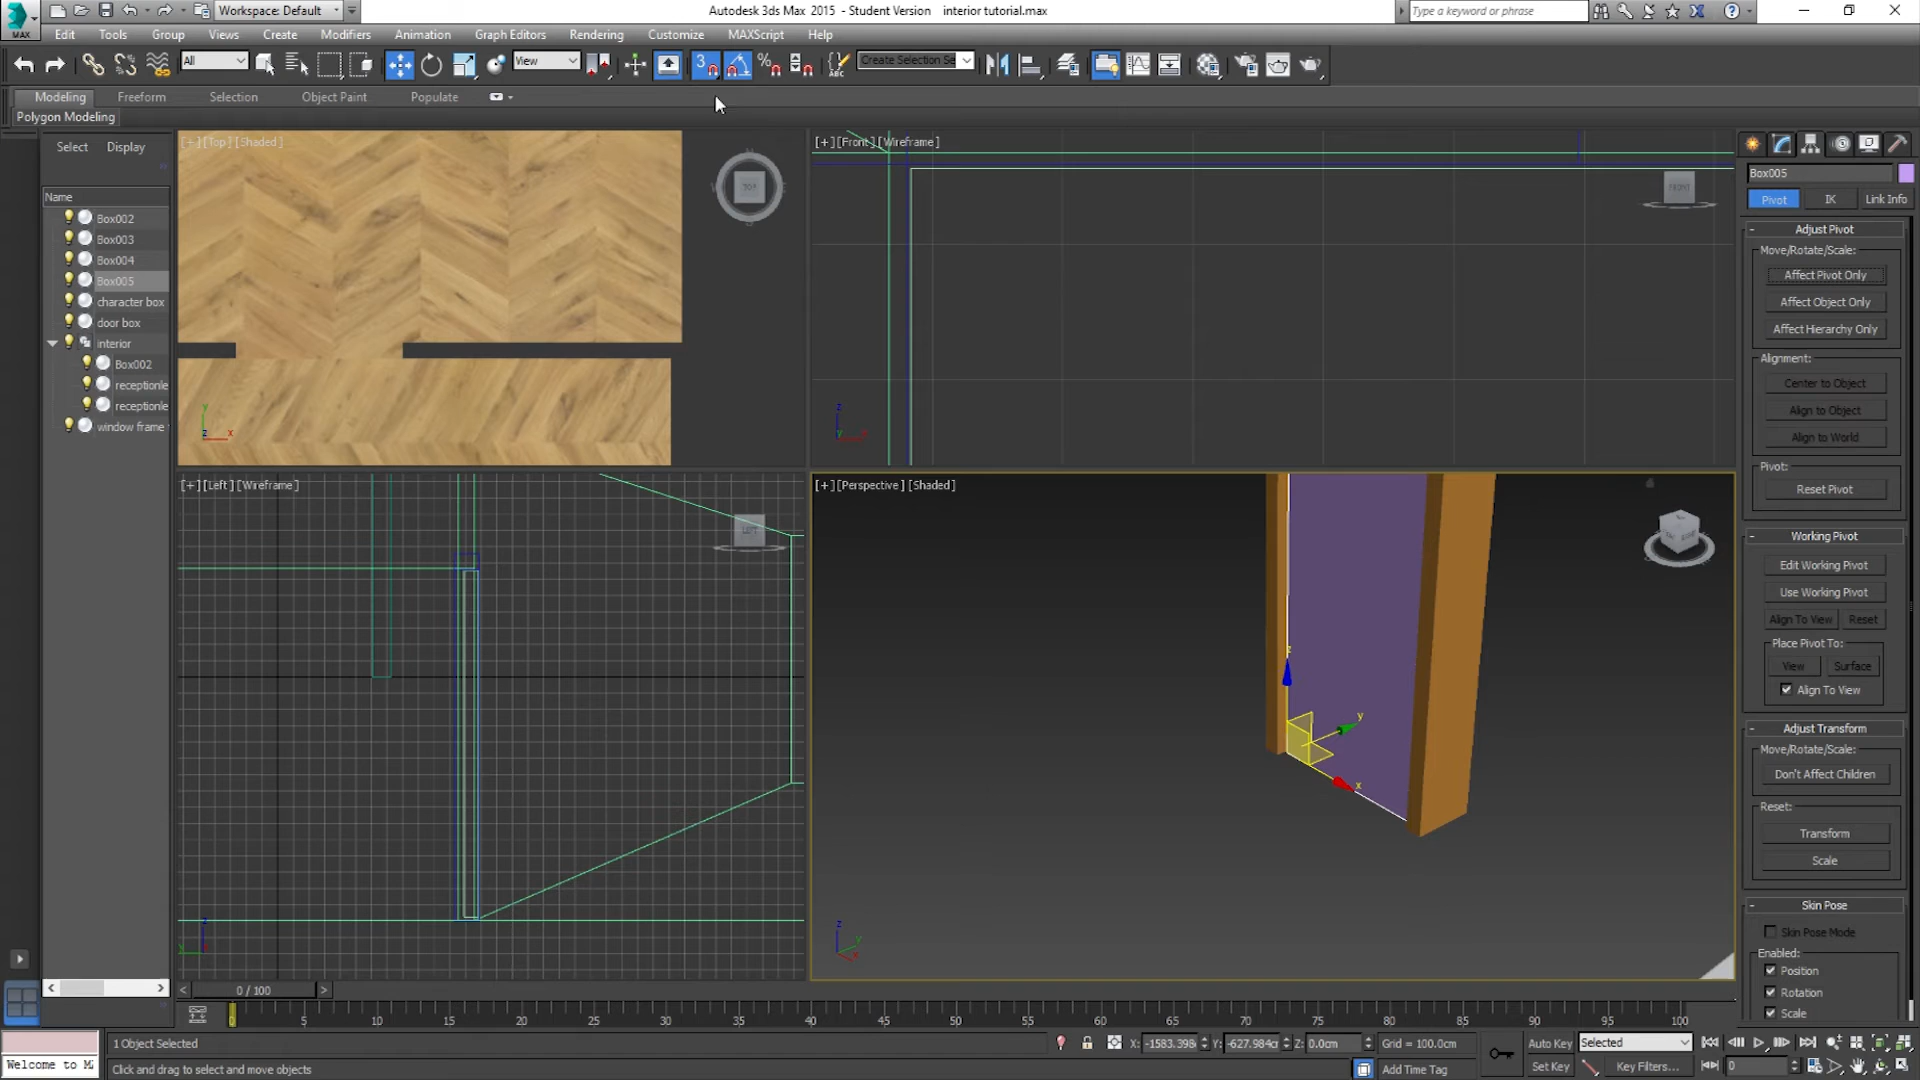 Workspace: Default
Autodesk 3ds Max 2015 - Student Version   interior tutorial.max
Type a keyword or phrase
MAX
Edit Tools Group Views Create Modifiers Animation Graph Editors Rendering Customize MAXScript Help
All
View
3
Create Selection Se
Modeling Freeform Selection Object Paint Populate
Polygon Modeling
Select Display
Name
Box002
Box003
Box004
Box005
character box
door box
interior
Box002
receptionle
receptionle
window frame
[+][Top][Shaded]
TOP
[+][Front][Wireframe]
FRONT
[+][Left][Wireframe]
LEFT
[+][Perspective][Shaded]
y
x
z
x
z
y
x
z
y
x
Box005
Pivot IK Link Info
- Adjust Pivot
Move/Rotate/Scale:
Affect Pivot Only
Affect Object Only
Affect Hierarchy Only
Alignment:
Center to Object
Align to Object
Align to World
Pivot:
Reset Pivot
- Working Pivot
Edit Working Pivot
Use Working Pivot
Align To View Reset
Place Pivot To:
View Surface
Align To View
- Adjust Transform
Move/Rotate/Scale:
Don't Affect Children
Reset:
Transform
Scale
- Skin Pose
Skin Pose Mode
Enabled:
Position
Rotation
Scale
< 0 / 100 >
0 5 10 15 20 25 30 35 40 45 50 55 60 65 70 75 80 85 90 95 100
1 Object Selected
X: -1583.398 Y: -627.984cr Z: 0.0cm Grid = 100.0cm
Auto Key Selected
Welcome to M
Click and drag to select and move objects
Add Time Tag
Set Key Key Filters... 0